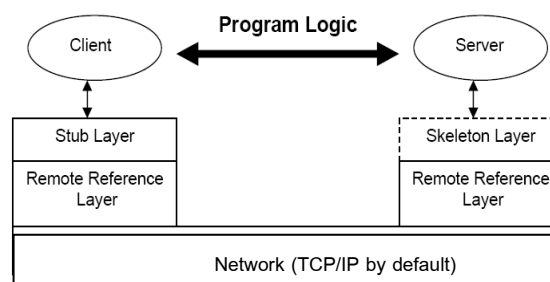 Program Logic
Client
Server
Stub Layer
Skeleton Layer
Remote Reference
Layer
Remote Reference
Layer
Network (TCP/IP by default)